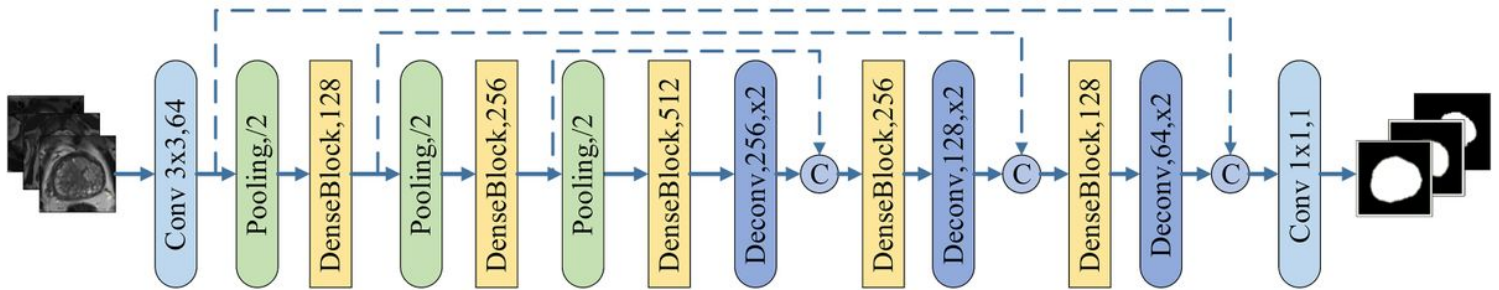 Conv 3x3,64
Pooling,/2
DenseBlock,128
Pooling,/2
DenseBlock,256
Pooling,/2
DenseBlock,512
Deconv,256,x2
C
DenseBlock,256
Deconv,128,x2
C
DenseBlock,128
Deconv,64,x2
C
Conv 1x1,1